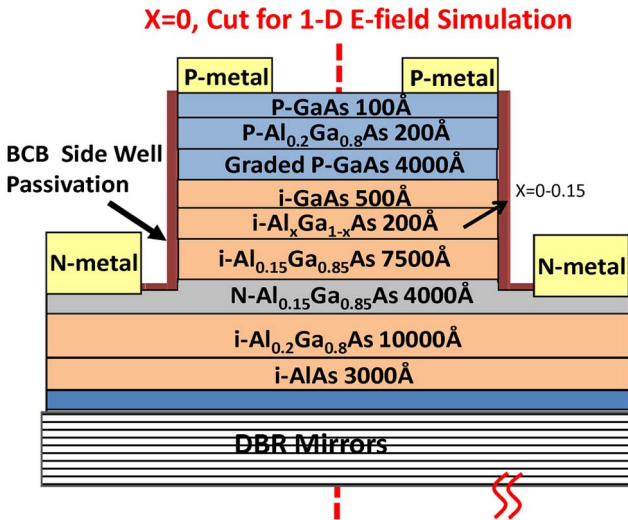 X=0, Cut for 1-D E-field Simulation
P-metal
P-metal
P-GaAs 100Å
P-Al0.2Ga0.8As 200Å
Graded P-GaAs 4000Å
BCB Side Well
Passivation
i-GaAs 500Å
X=0-0.15
i-AlxGa1-xAs 200Å
i-Al0.15Ga0.85As 7500Å
N-metal
N-metal
N-Al0.15Ga0.85As 4000Å
i-Al0.2Ga0.8As 10000Å
i-AlAs 3000Å
DBR Mirrors